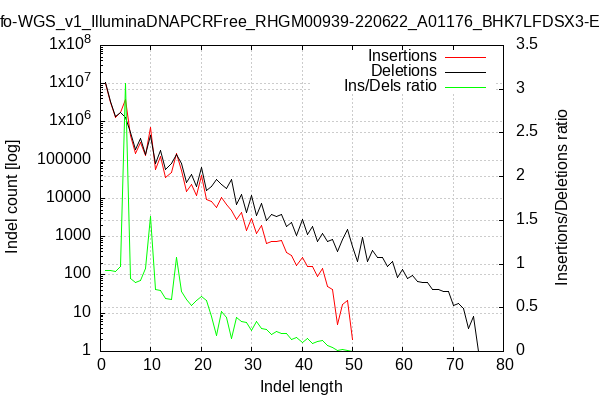 fo-WGS_v1_IlluminaDNAPCRFree_RHGM00939-220622_A01176_BHK7LFDSX3-E
Insertions
Deletions
Ins/Dels ratio
1x10^8
1x10^7
1x10^6
100000
10000
1000
100
10
1
Indel count [log]
3.5
3
2.5
2
1.5
1
0.5
0
Insertions/Deletions ratio
0 10 20 30 40 50 60 70 80
Indel length